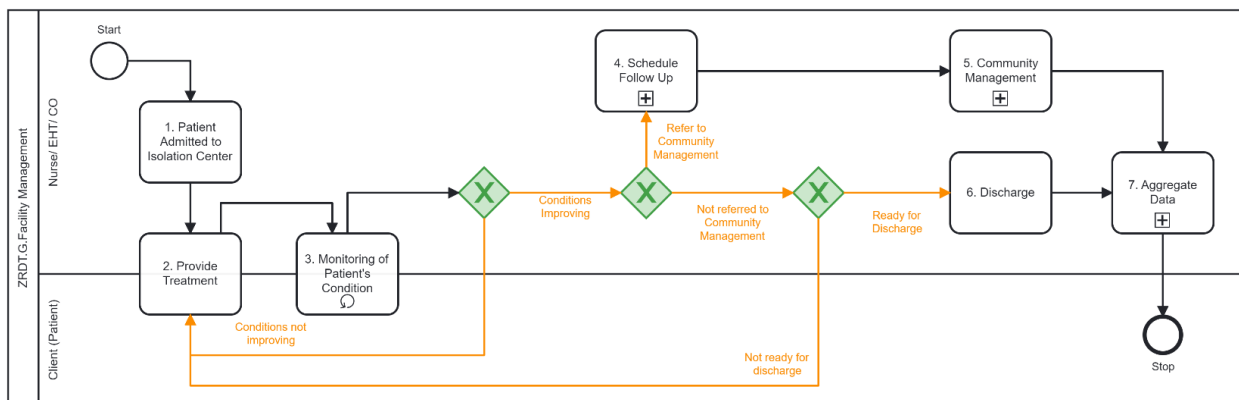 ZRDT.G.Facility Management
Nurse/ EHT/ CO
Client (Patient)
Start
1. Patient
Admitted to
Isolation Center
2. Provide
Treatment
3. Monitoring of
Patient's
Condition
X
Conditions
Improving
Conditions not
improving
X
Refer to
Community
Management
4. Schedule
Follow Up
5. Community
Management
Not referred to
Community
Management
X
Ready for
Discharge
Not ready for
discharge
6. Discharge
7. Aggregate
Data
Stop